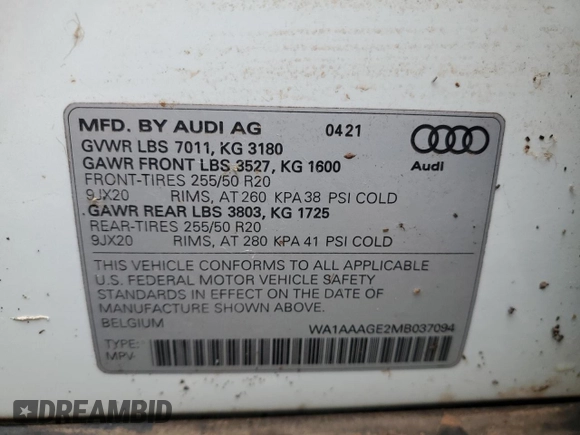 MFD. BY AUDI AG 0421
GVWR LBS 7011, KG 3180
GAWR FRONT LBS 3527, KG 1600
FRONT-TIRES 255/50 R20
9JX20 RIMS, AT 260 KPA 38 PSI COLD
GAWR REAR LBS 3803, KG 1725
REAR-TIRES 255/50 R20
9JX20 RIMS, AT 280 KPA 41 PSI COLD
Audi
THIS VEHICLE CONFORMS TO ALL APPLICABLE
U.S. FEDERAL MOTOR VEHICLE SAFETY
STANDARDS IN EFFECT ON THE DATE OF
MANUFACTURE SHOWN ABOVE.
BELGIUM WA1AAAGE2MB037094
TYPE:
MPV
DREAMBID